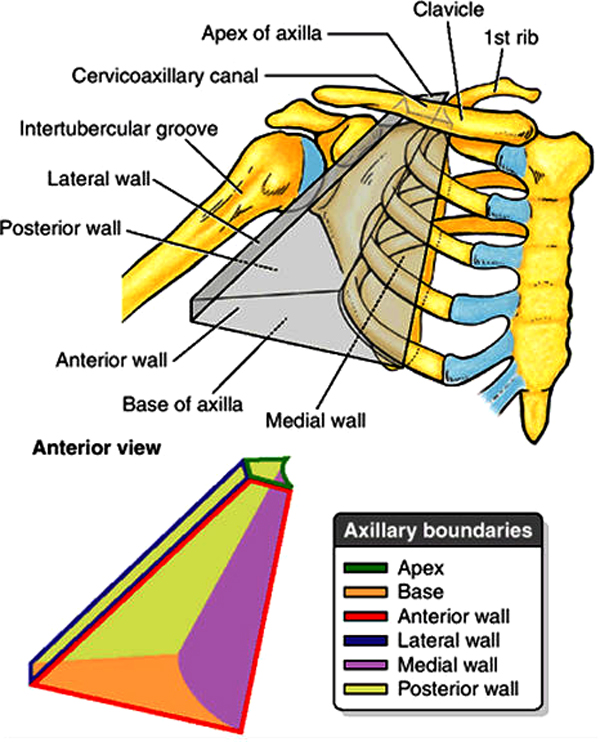 Clavicle
Apex of axilla
1st rib
Cervicoaxillary canal
Intertubercular groove
Lateral wall
Posterior wall
Anterior wall
Base of axilla
Medial wall
Anterior view
Axillary boundaries
Apex
Base
Anterior wall
Lateral wall
Medial wall
Posterior wall